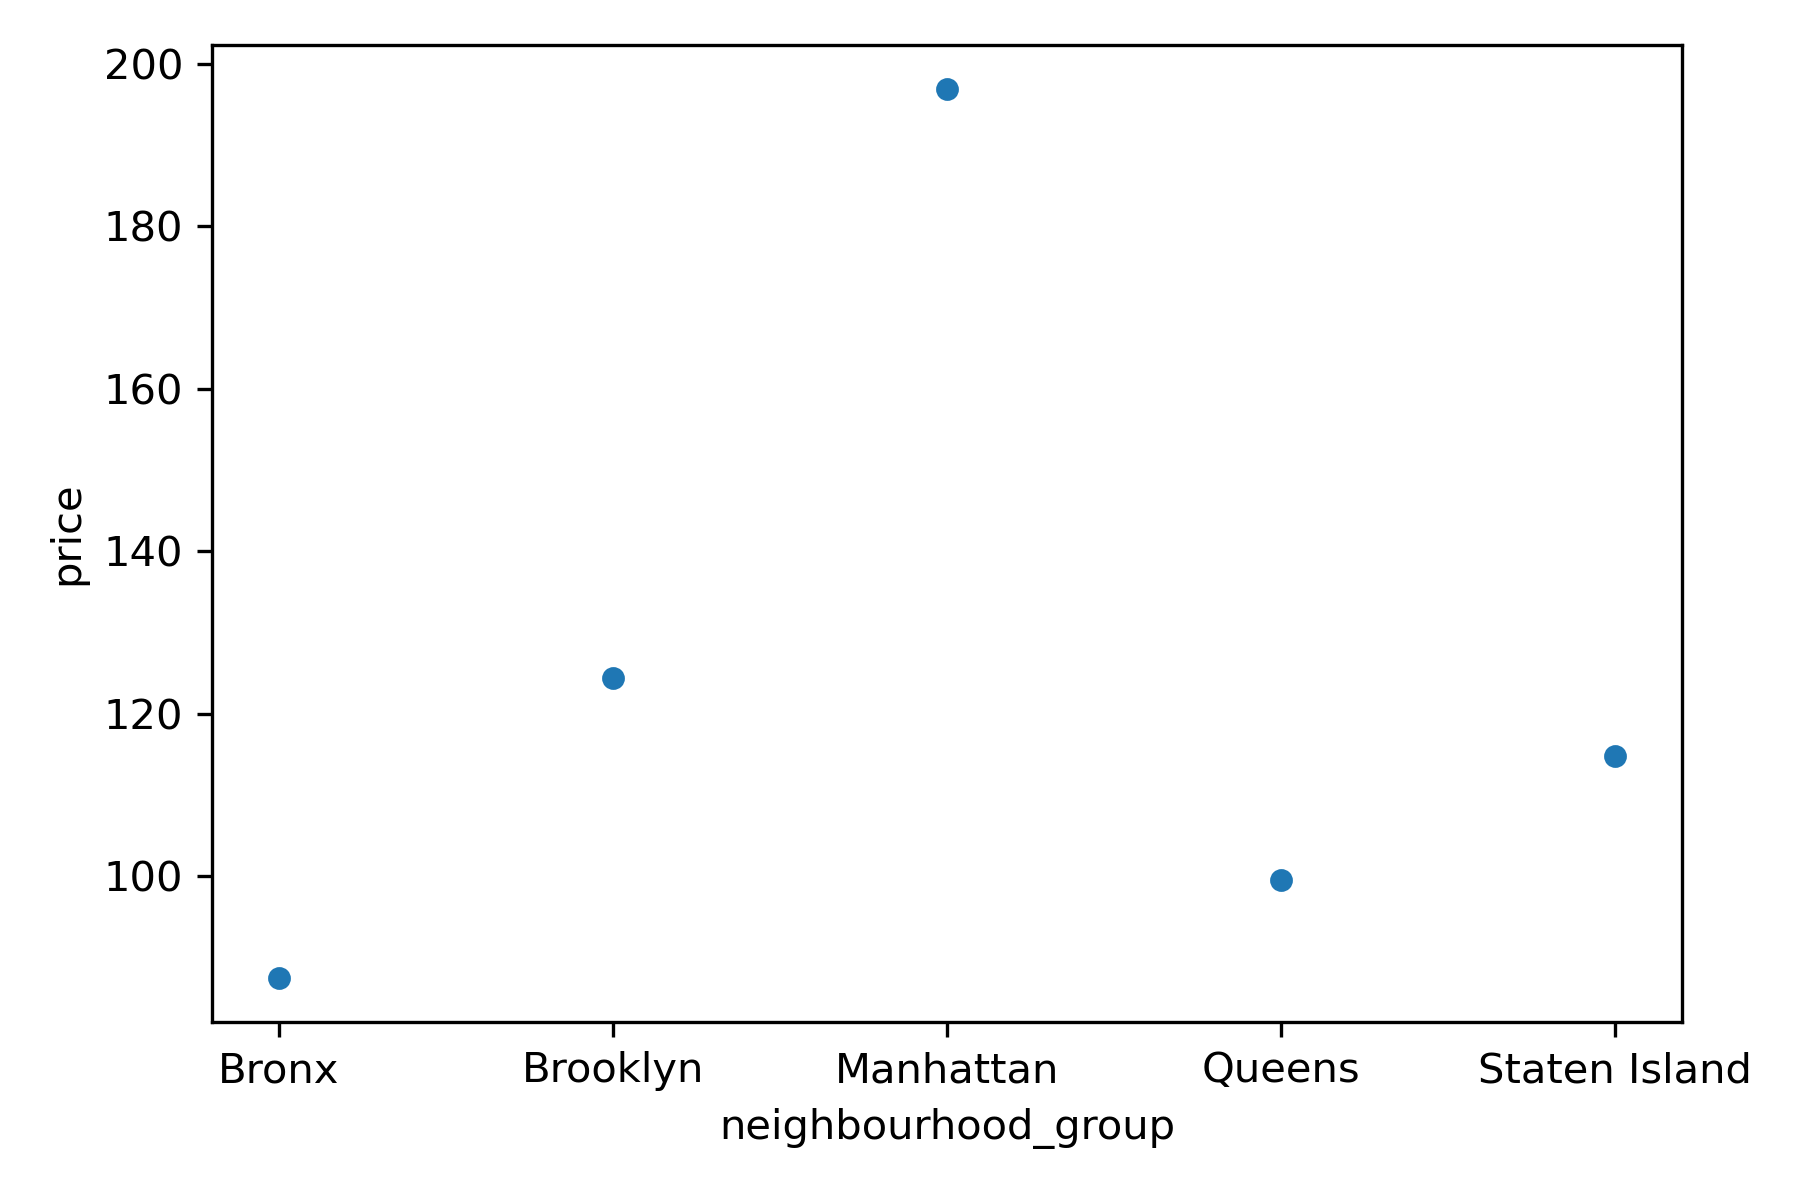 200
180
160
140
120
100
price
Bronx Brooklyn Manhattan Queens Staten Island
neighbourhood_group